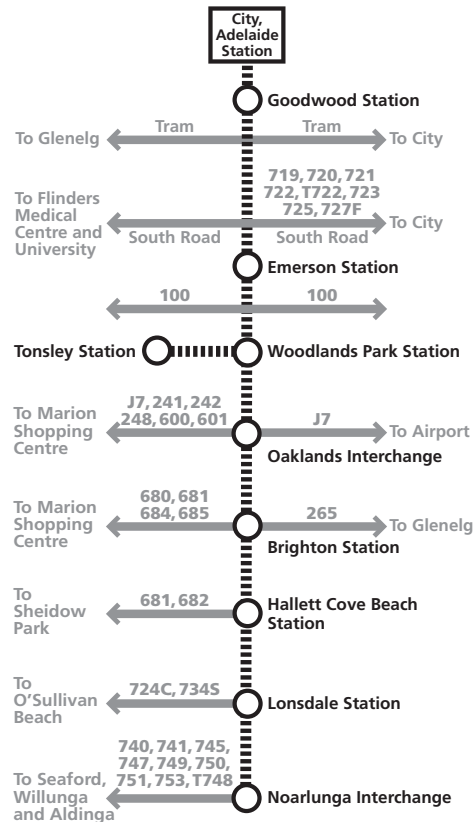 City,
Adelaide
Station
Goodwood Station
To Glenelg
Tram
Tram
To City
To Flinders
Medical
Centre and
University
South Road
719, 720, 721
722, T722, 723
725, 727F
South Road
To City
Emerson Station
100
100
Tonsley Station
Woodlands Park Station
To Marion
Shopping
Centre
J7, 241, 242
248, 600, 601
J7
To Airport
Oaklands Interchange
To Marion
Shopping
Centre
680, 681
684, 685
265
To Glenelg
Brighton Station
To
Sheidow
Park
681, 682
Hallett Cove Beach
Station
To
O'Sullivan
Beach
724C, 734S
Lonsdale Station
740, 741, 745,
747, 749, 750,
751, 753, T748
To Seaford,
Willunga
and Aldinga
Noarlunga Interchange